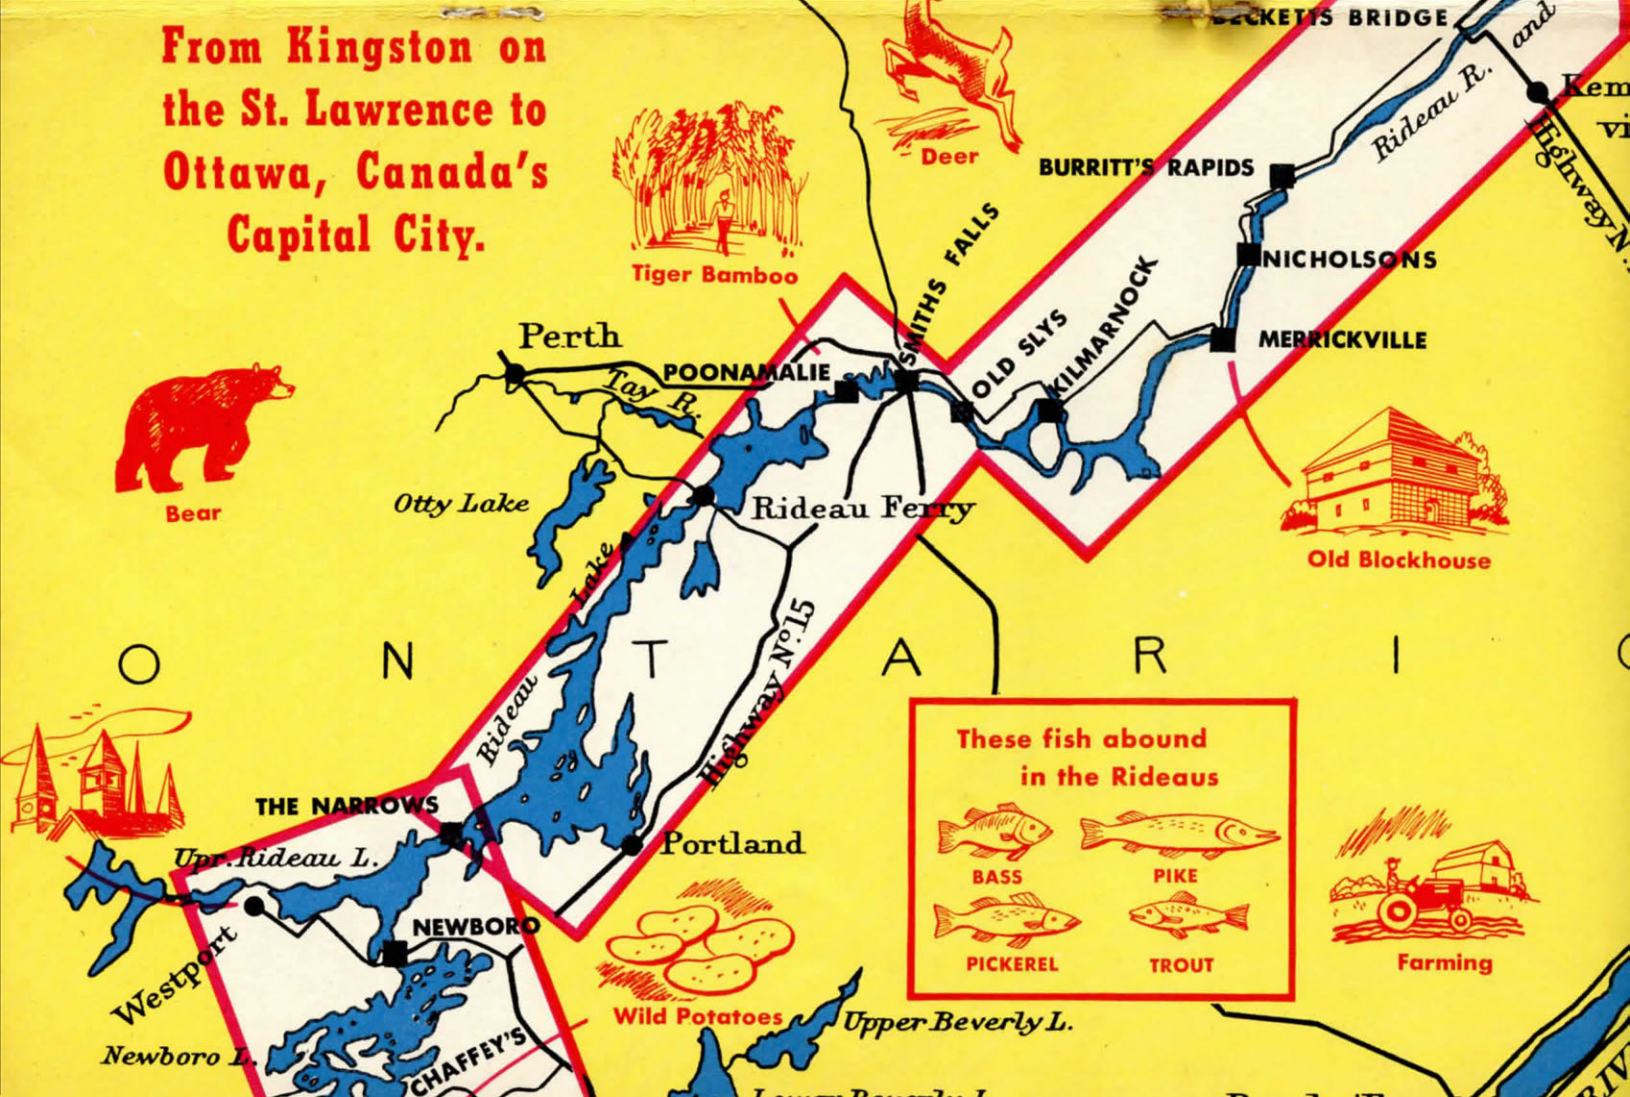 From Kingston on
the St. Lawrence to
Ottawa, Canada's
Capital City.
Deer
BECKETTS BRIDGE
and
Rideau R.
Highway N
BURRITT'S RAPIDS
Tiger Bamboo
SMITHS FALLS
NICHOLSONS
OLD SLYS
KILMARNOCK
MERRICKVILLE
Perth
POONAMALIE
Tay R.
Bear
Otty Lake
Rideau Ferry
Old Blockhouse
Rideau Lake
Highway No. 15
O N T A R I
These fish abound
in the Rideaus
BASS
PIKE
PICKEREL
TROUT
THE NARROWS
Upr. Rideau L.
Portland
NEWBORO
Westport
Wild Potatoes
Farming
Upper Beverly L.
Newboro L.
CHAFFEY'S